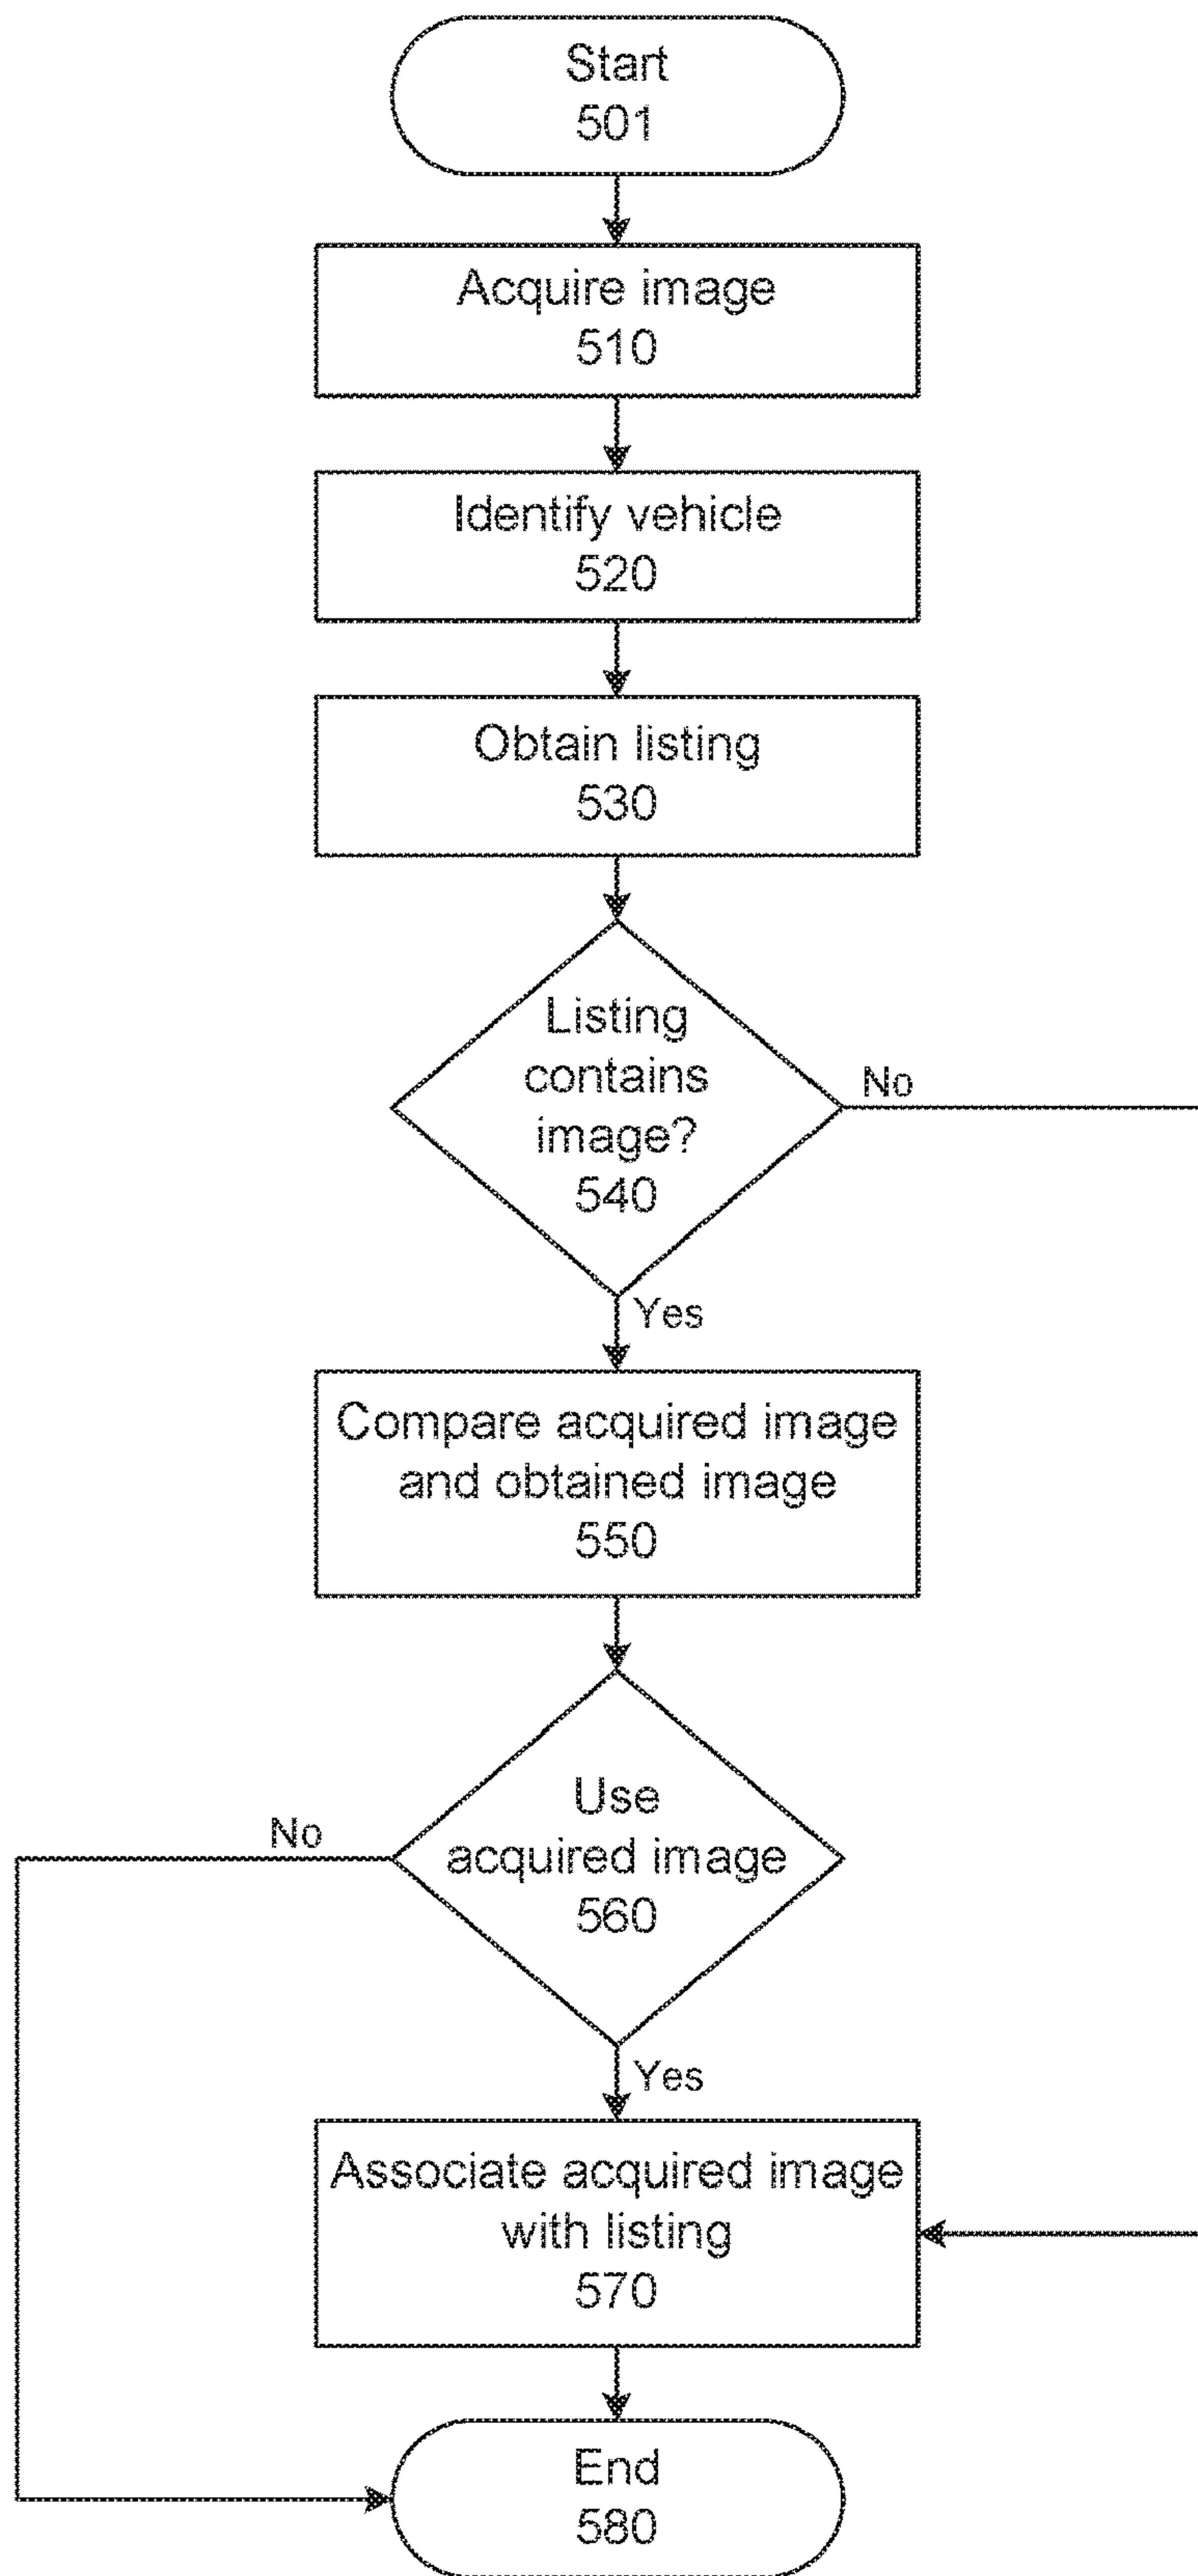 Start
501
Acquire image
510
Identify vehicle
520
Obtain listing
530
Listing
contains
image?
540
No
Yes
Compare acquired image
and obtained image
550
Use
acquired image
560
No
Yes
Associate acquired image
with listing
570
End
580